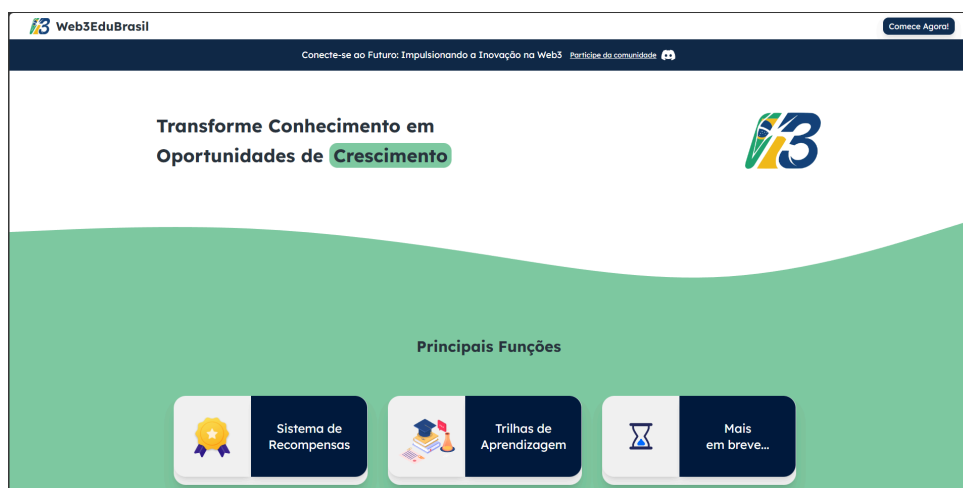 Web3EduBrasil
Comece Agora!
Conecte-se ao Futuro: Impulsionando a Inovação na Web3 Participe da comunidade
Transforme Conhecimento em
Oportunidades de Crescimento
Principais Funções
Sistema de
Recompensas
Trilhas de
Aprendizagem
Mais
em breve...